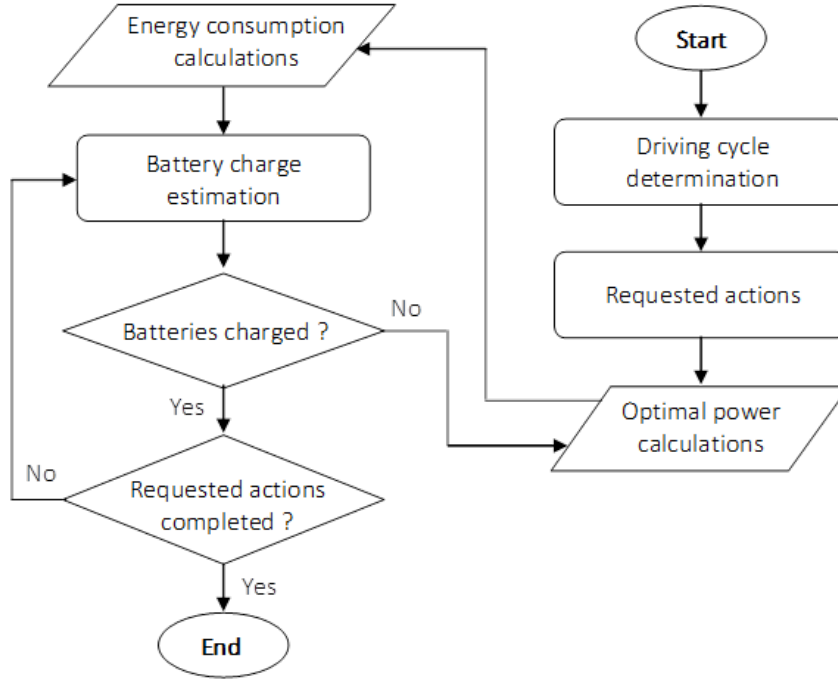 Start
Driving cycle
determination
Requested actions
Optimal power
calculations
Energy consumption
calculations
Battery charge
estimation
Batteries charged ?
No
Yes
Requested actions
completed ?
No
Yes
End